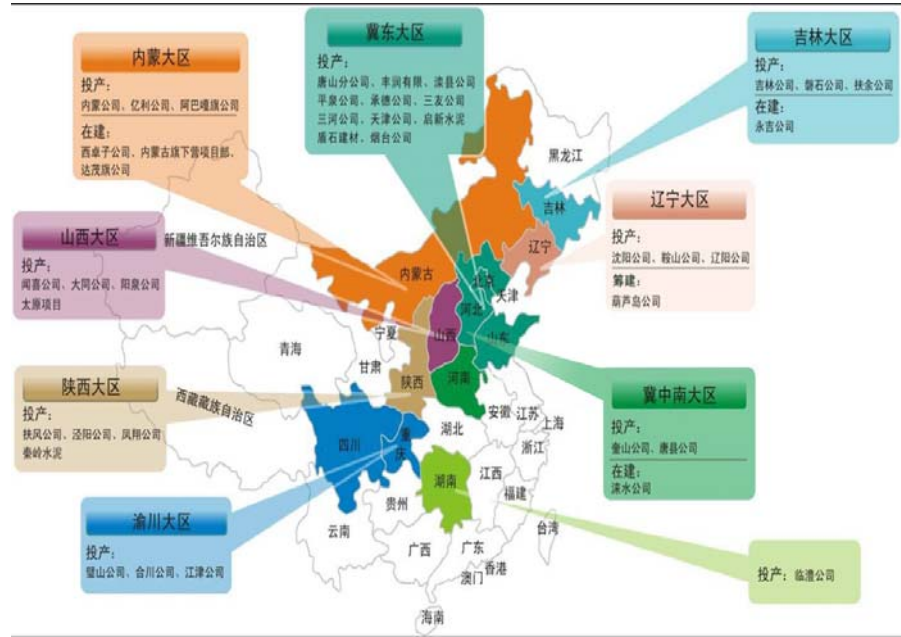 内蒙大区
投产：
内蒙公司、亿利公司、阿巴嘎旗公司
在建：
西卓子公司、内蒙古旗下营项目部、
达茂旗公司
冀东大区
投产：
唐山分公司、丰润有限、滦县公司
平泉公司、承德公司、三友公司
三河公司、天津公司、启新水泥
盾石建材、烟台公司
吉林大区
投产：
吉林公司、磐石公司、扶余公司
在建：
永吉公司
山西大区
投产：
闻喜公司、大同公司、阳泉公司
太原项目
辽宁大区
投产：
沈阳公司、鞍山公司、辽阳公司
筹建：
葫芦岛公司
陕西大区
投产：
扶风公司、泾阳公司、凤翔公司
秦岭水泥
冀中南大区
投产：
奎山公司、唐县公司
在建：
涞水公司
渝川大区
投产：
璧山公司、合川公司、江津公司
投产：临澧公司
黑龙江
吉林
辽宁
新疆维吾尔族自治区
内蒙古
北京
天津
河北
山西
山东
宁夏
青海
甘肃
陕西
河南
西藏藏族自治区
安徽
江苏
上海
湖北
四川
重庆
浙江
湖南
江西
贵州
福建
云南
台湾
广西
广东
香港
澳门
海南